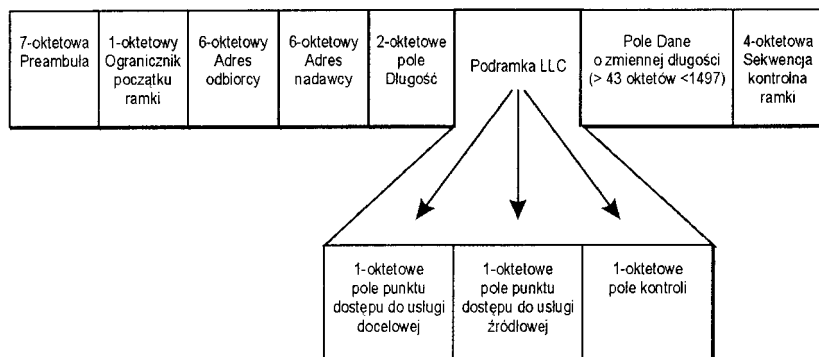 7-oktetowa
Preambuła
1-oktetowy
Ogranicznik
początku
ramki
6-oktetowy
Adres
odbiorcy
6-oktetowy
Adres
nadawcy
2-oktetowe
pole
Długość
Podramka LLC
Pole Dane
o zmiennej długości
(> 43 oktetów <1497)
4-oktetowa
Sekwencja
kontrolna
ramki
1-oktetowe
pole punktu
dostępu do usługi
docelowej
1-oktetowe
pole punktu
dostępu do usługi
źródłowej
1-oktetowe
pole kontroli